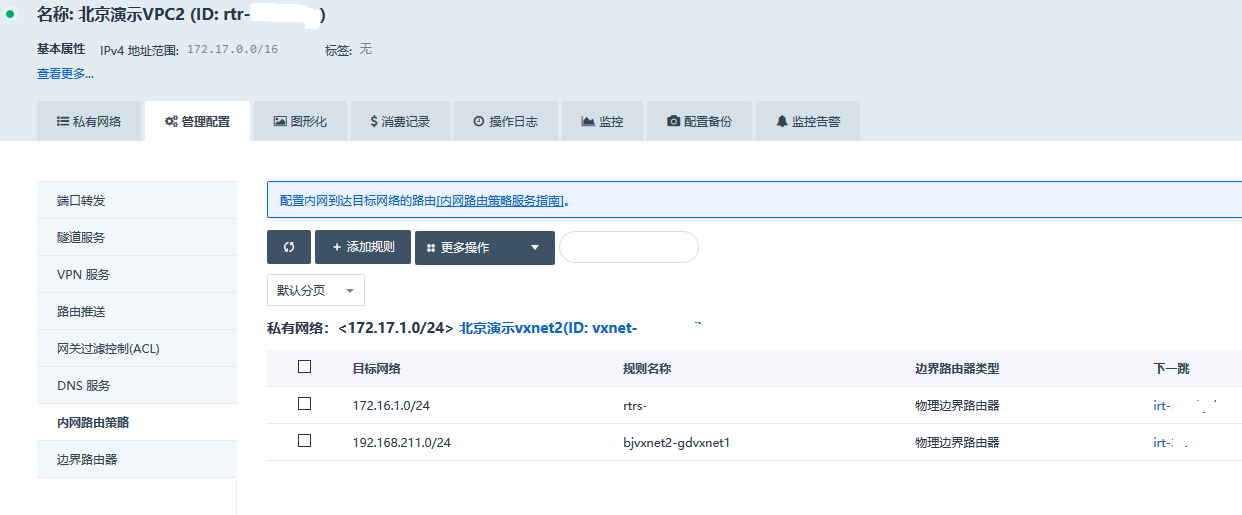 名称: 北京演示VPC2 (ID: rtr- )
基本属性 IPv4 地址范围: 172.17.0.0/16 标签: 无
查看更多...
私有网络 管理配置 图形化 消费记录 操作日志 监控 配置备份 监控告警
端口转发
隧道服务
VPN 服务
路由推送
网关过滤控制(ACL)
DNS 服务
内网路由策略
边界路由器
配置内网到达目标网络的路由[内网路由策略服务指南]。
+ 添加规则 更多操作
默认分页
私有网络: <172.17.1.0/24> 北京演示vxnet2(ID: vxnet-
目标网络 规则名称 边界路由器类型 下一跳
172.16.1.0/24 rtrs- 物理边界路由器 irt-
192.168.211.0/24 bjvxnet2-gdvxnet1 物理边界路由器 irt-